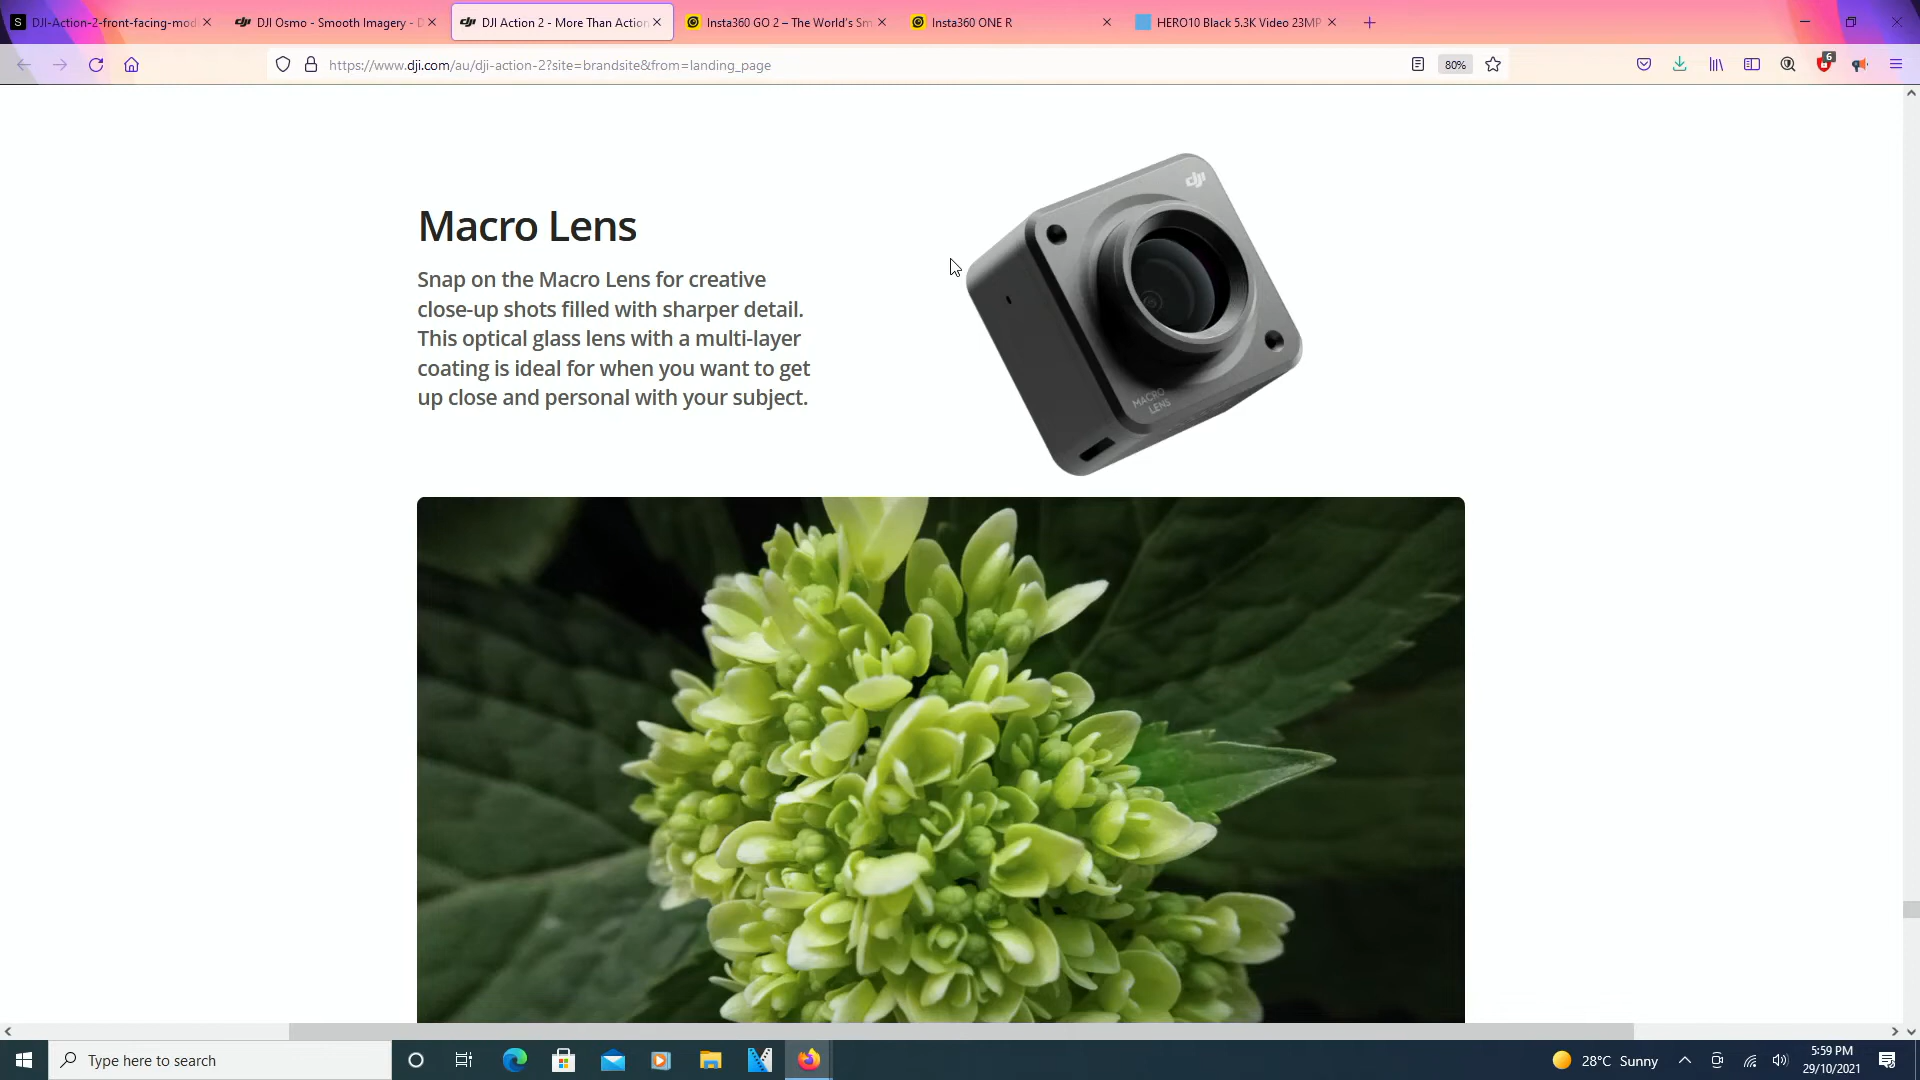 DJI-Action-2-front-facing-mod
DJI Osmo - Smooth Imagery - D
DJI Action 2 - More Than Action
Insta360 GO 2 – The World's Sm
Insta360 ONE R
HERO10 Black 5.3K Video 23MP
https://www.dji.com/au/dji-action-2?site=brandsite&from=landing_page
80%
6
Macro Lens
Snap on the Macro Lens for creative
close-up shots filled with sharper detail.
This optical glass lens with a multi-layer
coating is ideal for when you want to get
up close and personal with your subject.
dji
MACRO
LENS
Type here to search
28°C Sunny
5:59 PM
29/10/2021